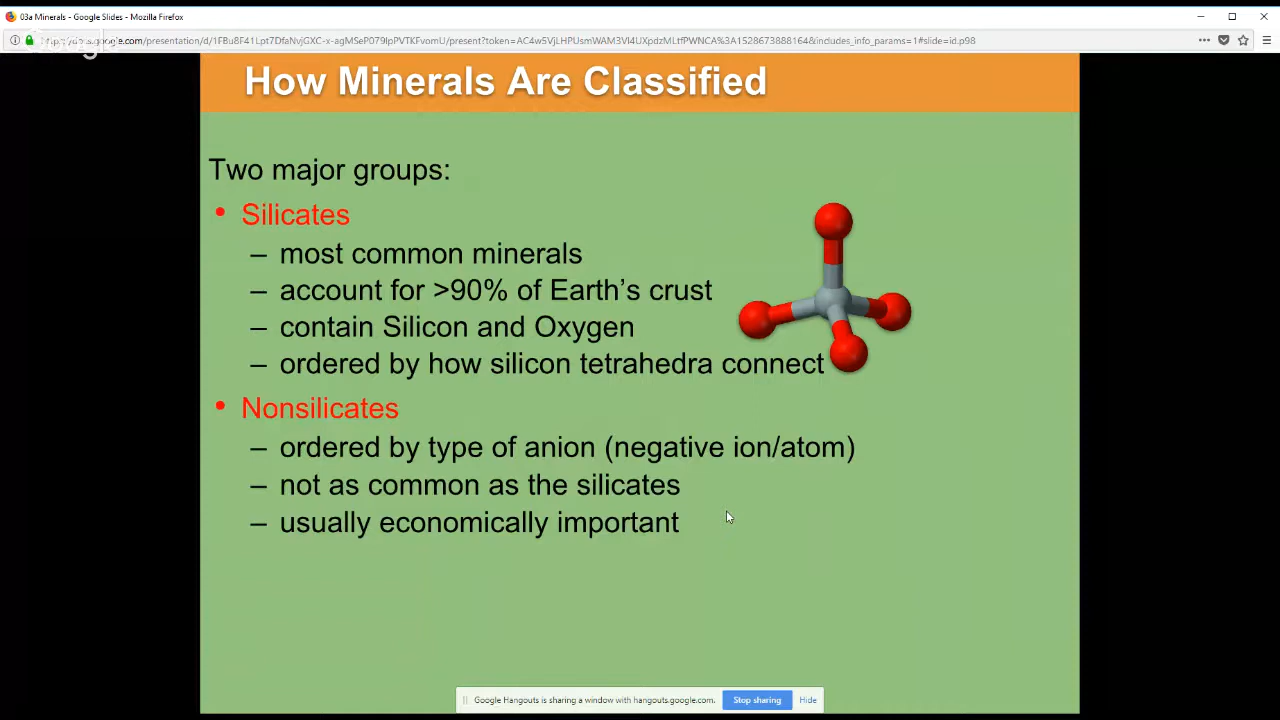 03a Minerals - Google Slides - Mozilla Firefox
How Minerals Are Classified
Two major groups:
• Silicates
– most common minerals
– account for >90% of Earth's crust
– contain Silicon and Oxygen
– ordered by how silicon tetrahedra connect
• Nonsilicates
– ordered by type of anion (negative ion/atom)
– not as common as the silicates
– usually economically important
Google Hangouts is sharing a window with hangouts.google.com.
Stop sharing
Hide